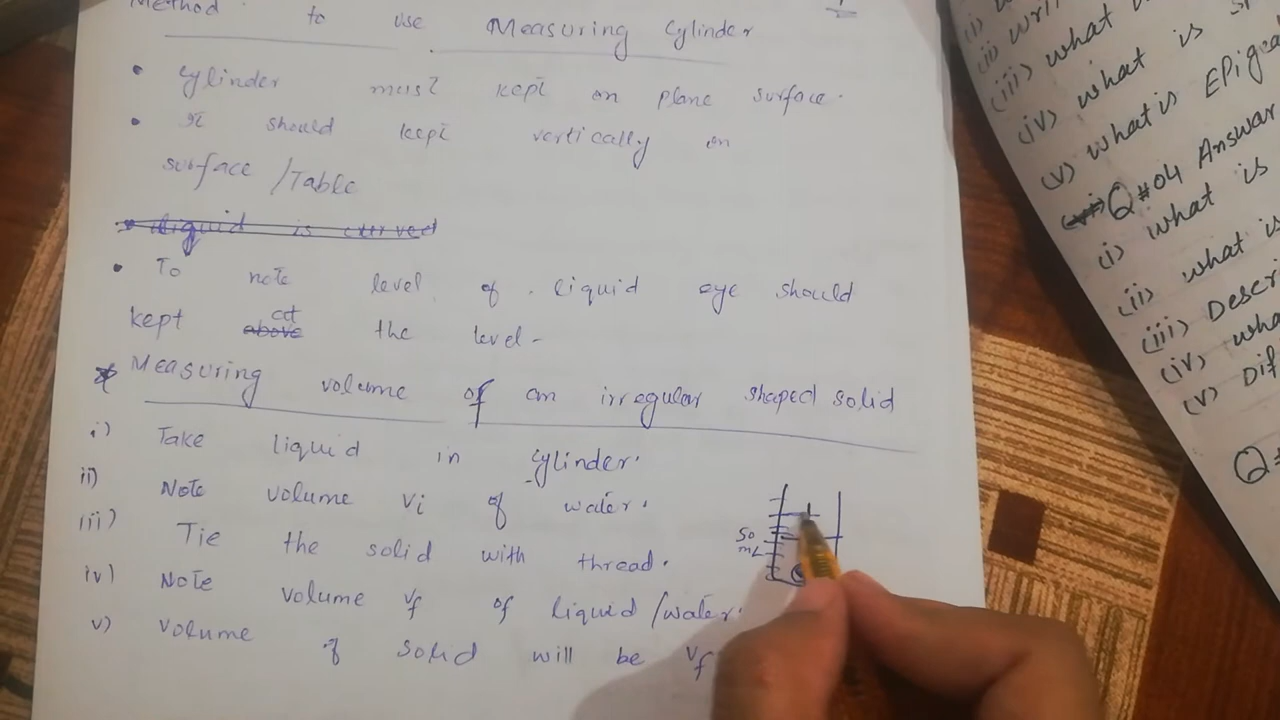 Method to use Measuring Cylinder
• Cylinder must kept on plane surface.
• It should kept vertically on
surface / Table
• liquid is curved
• To note level of liquid eye should
kept above at the level.
* Measuring volume of an irregular shaped solid
i) Take liquid in cylinder.
ii) Note volume Vi of water.
iii) Tie the solid with thread.
iv) Note volume Vf of liquid / water.
v) volume of solid will be Vf
50
mL
(iii) what
(iv) what is
(v) what is Epigea
Q#04 Answar
(i) what is
(ii) what is
(iii) Descr
(iv) wha
(v) Dif
Q#